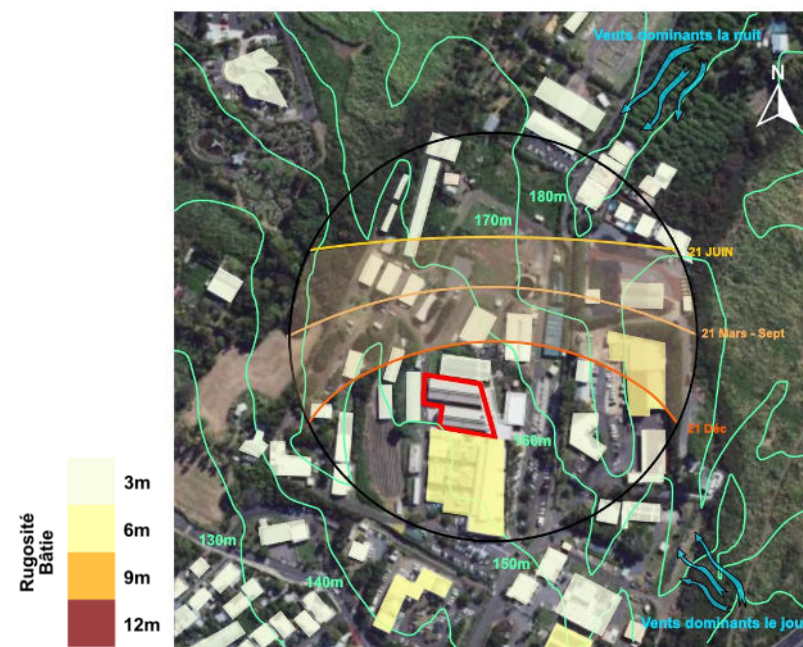 Vents dominants la nuit
N
180m
170m
21 JUIN
21 Mars - Sept
21 Déc
160m
Rugosité
Bâtie
3m
6m
9m
12m
130m
140m
150m
Vents dominants le jou